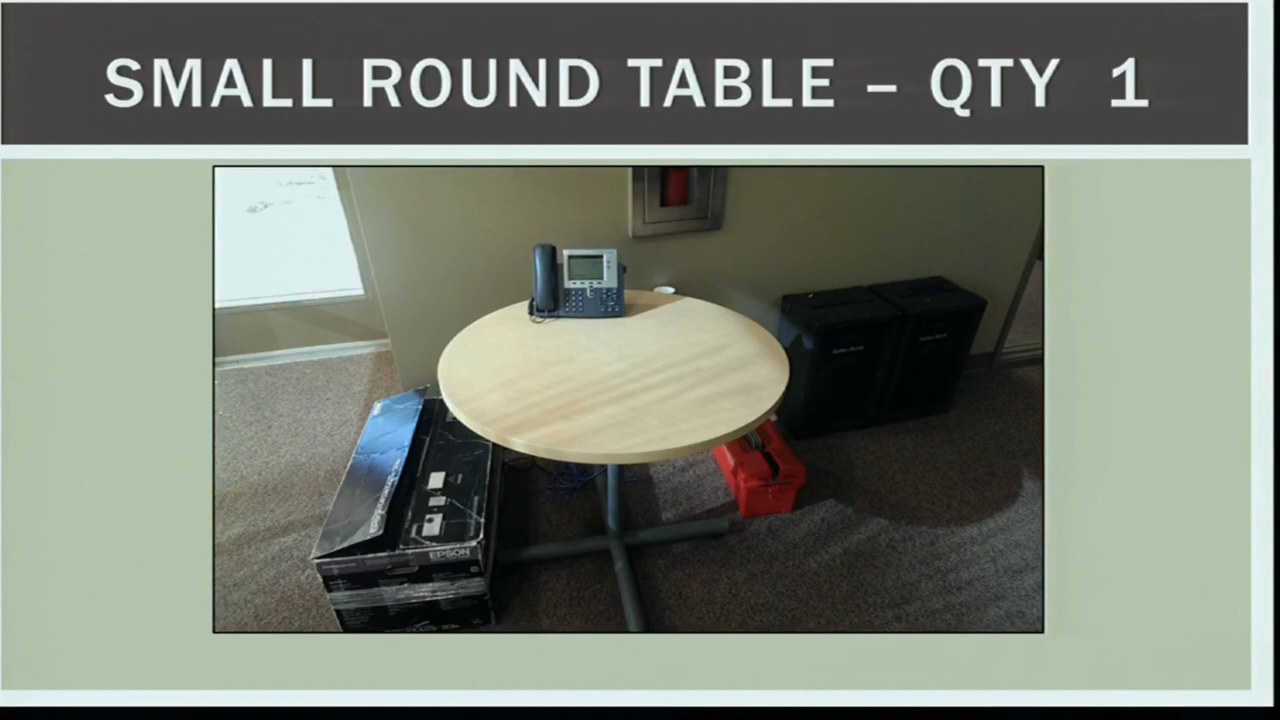 SMALL ROUND TABLE – QTY 1
EPSON